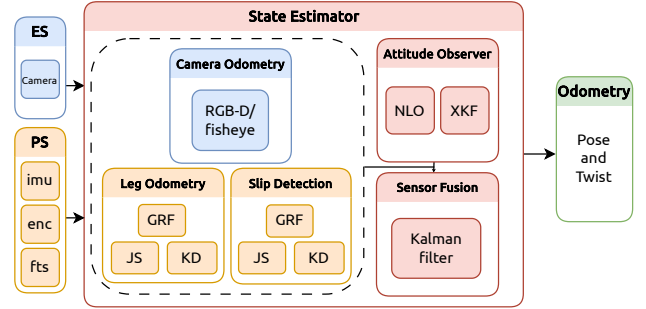 State Estimator
ES
Camera
PS
imu
enc
fts
Camera Odometry
RGB-D/
fisheye
Leg Odometry
GRF
JS
KD
Slip Detection
GRF
JS
KD
Attitude Observer
NLO
XKF
Sensor Fusion
Kalman
filter
Odometry
Pose
and
Twist